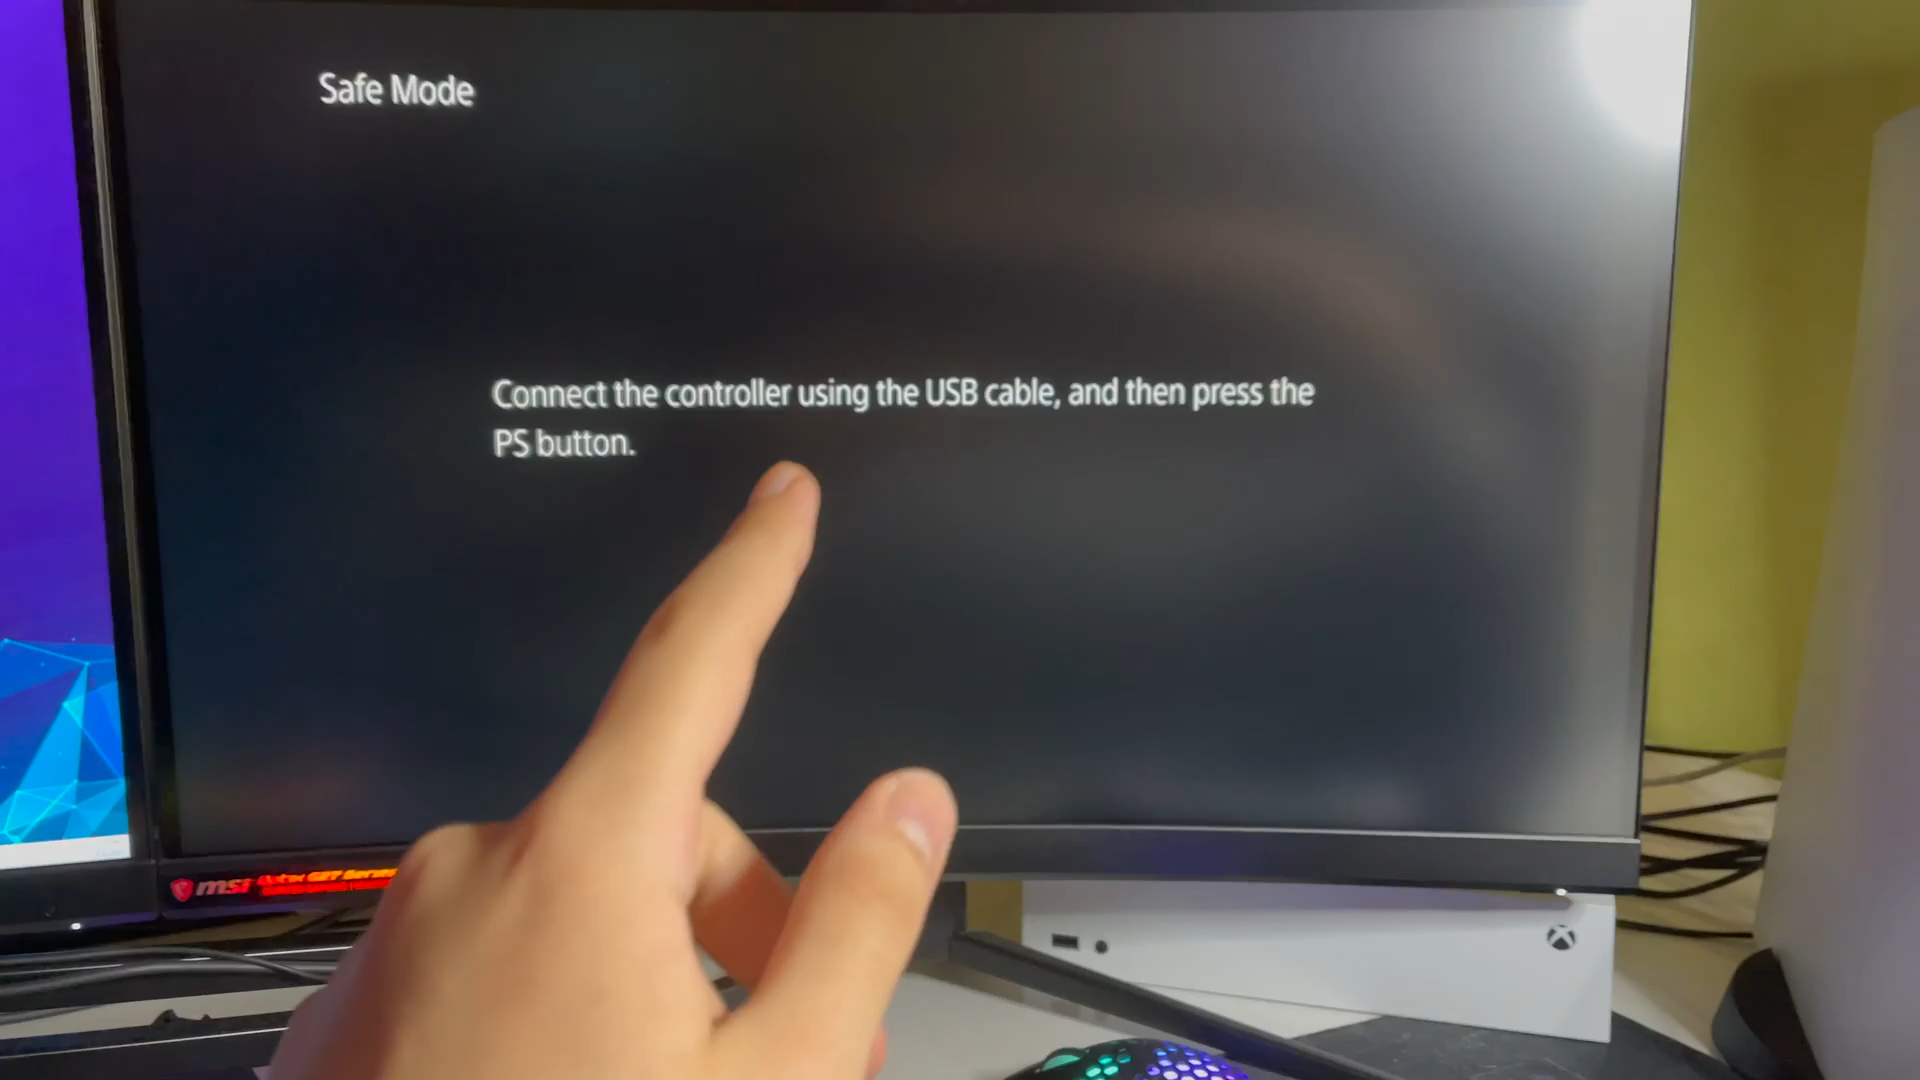 Safe Mode
Connect the controller using the USB cable, and then press the
PS button.
msi